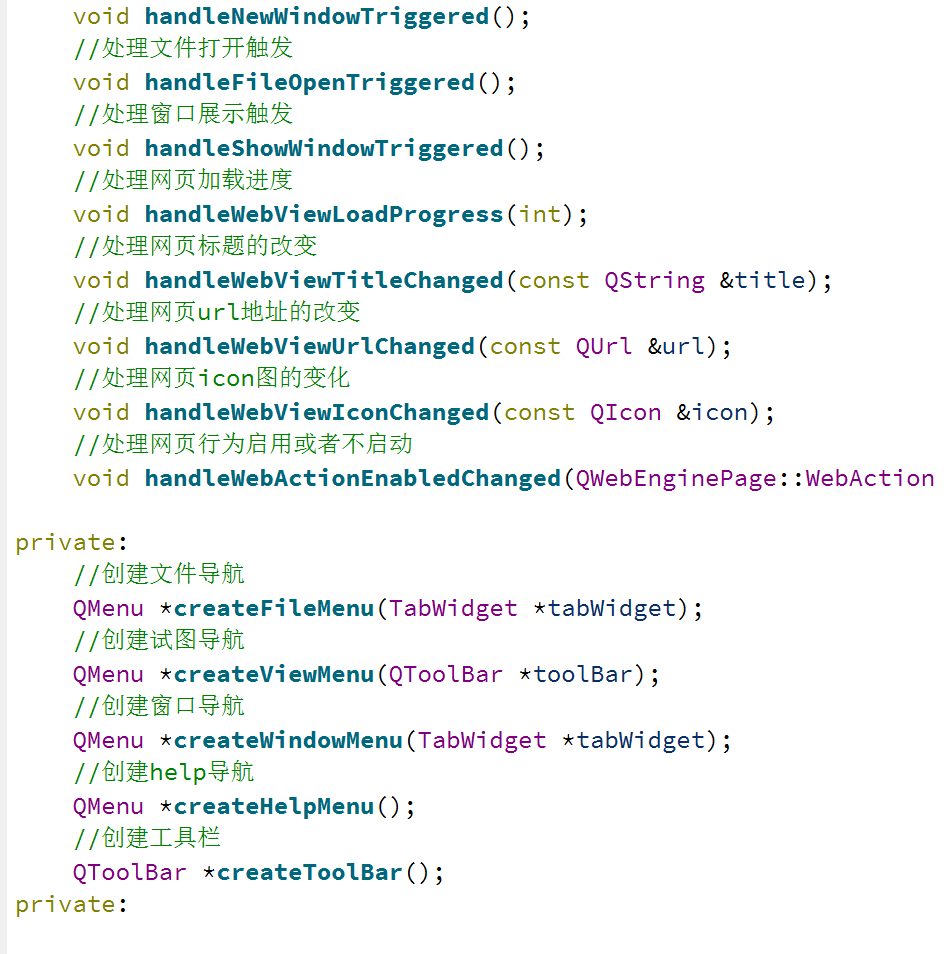 void handleNewWindowTriggered();
//处理文件打开触发
void handleFileOpenTriggered();
//处理窗口展示触发
void handleShowWindowTriggered();
//处理网页加载进度
void handleWebViewLoadProgress(int);
//处理网页标题的改变
void handleWebViewTitleChanged(const QString &title);
//处理网页url地址的改变
void handleWebViewUrlChanged(const QUrl &url);
//处理网页icon图的变化
void handleWebViewIconChanged(const QIcon &icon);
//处理网页行为启用或者不启动
void handleWebActionEnabledChanged(QWebEnginePage::WebAction
private:
//创建文件导航
QMenu *createFileMenu(TabWidget *tabWidget);
//创建试图导航
QMenu *createViewMenu(QToolBar *toolBar);
//创建窗口导航
QMenu *createWindowMenu(TabWidget *tabWidget);
//创建help导航
QMenu *createHelpMenu();
//创建工具栏
QToolBar *createToolBar();
private: